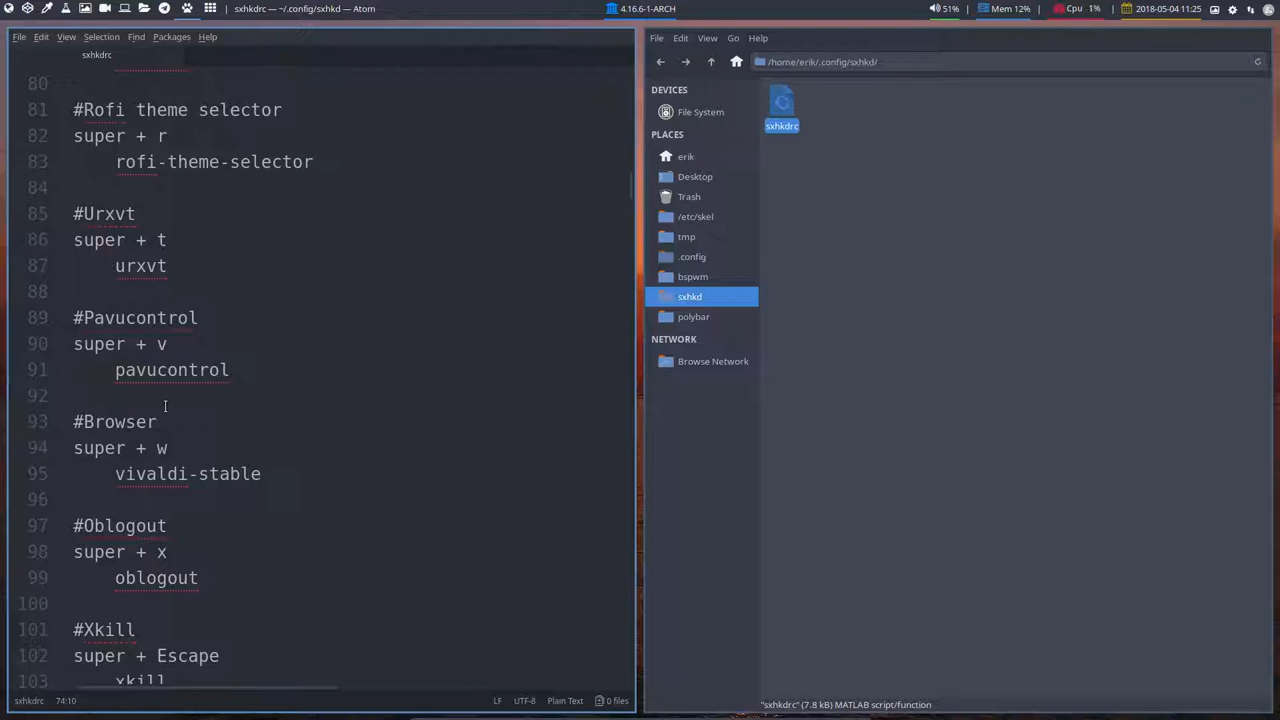 sxhkdrc — ~/.config/sxhkd — Atom
4.16.6-1-ARCH
51%
Mem 12%
Cpu 1%
2018-05-04 11:25
File Edit View Selection Find Packages Help
sxhkdrc
80
81 #Rofi theme selector
82 super + r
83 rofi-theme-selector
84
85 #Urxvt
86 super + t
87 urxvt
88
89 #Pavucontrol
90 super + v
91 pavucontrol
92
93 #Browser
94 super + w
95 vivaldi-stable
96
97 #Oblogout
98 super + x
99 oblogout
100
101 #Xkill
102 super + Escape
103 xkill
sxhkdrc 74:10 LF UTF-8 Plain Text 0 files
File Edit View Go Help
/home/erik/.config/sxhkd/
DEVICES
File System
PLACES
erik
Desktop
Trash
/etc/skel
tmp
.config
bspwm
sxhkd
polybar
NETWORK
Browse Network
sxhkdrc
"sxhkdrc" (7.8 kB) MATLAB script/function